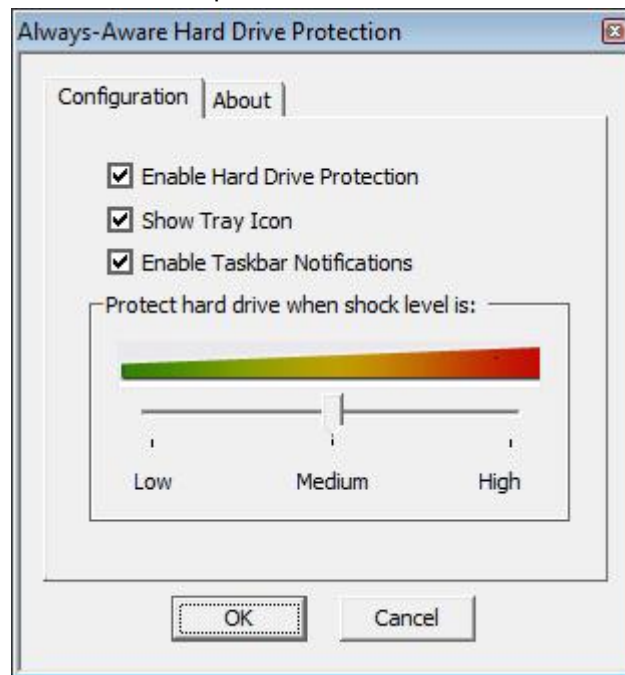 Always-Aware Hard Drive Protection
Configuration
About
Enable Hard Drive Protection
Show Tray Icon
Enable Taskbar Notifications
Protect hard drive when shock level is:
Low Medium High
OK Cancel